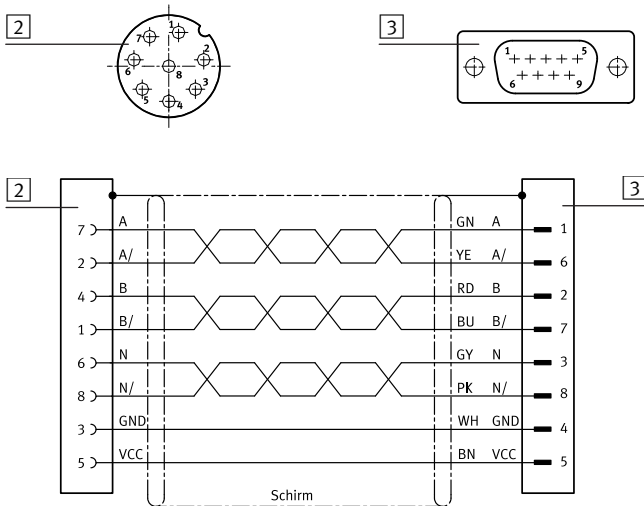 2
3
7 1 2
6 8 3
5 4
1 5
6 9
2
3
7 A GN A 1
2 A/ YE A/ 6
4 B RD B 2
1 B/ BU B/ 7
6 N GY N 3
8 N/ PK N/ 8
3 GND WH GND 4
5 VCC BN VCC 5
Schirm